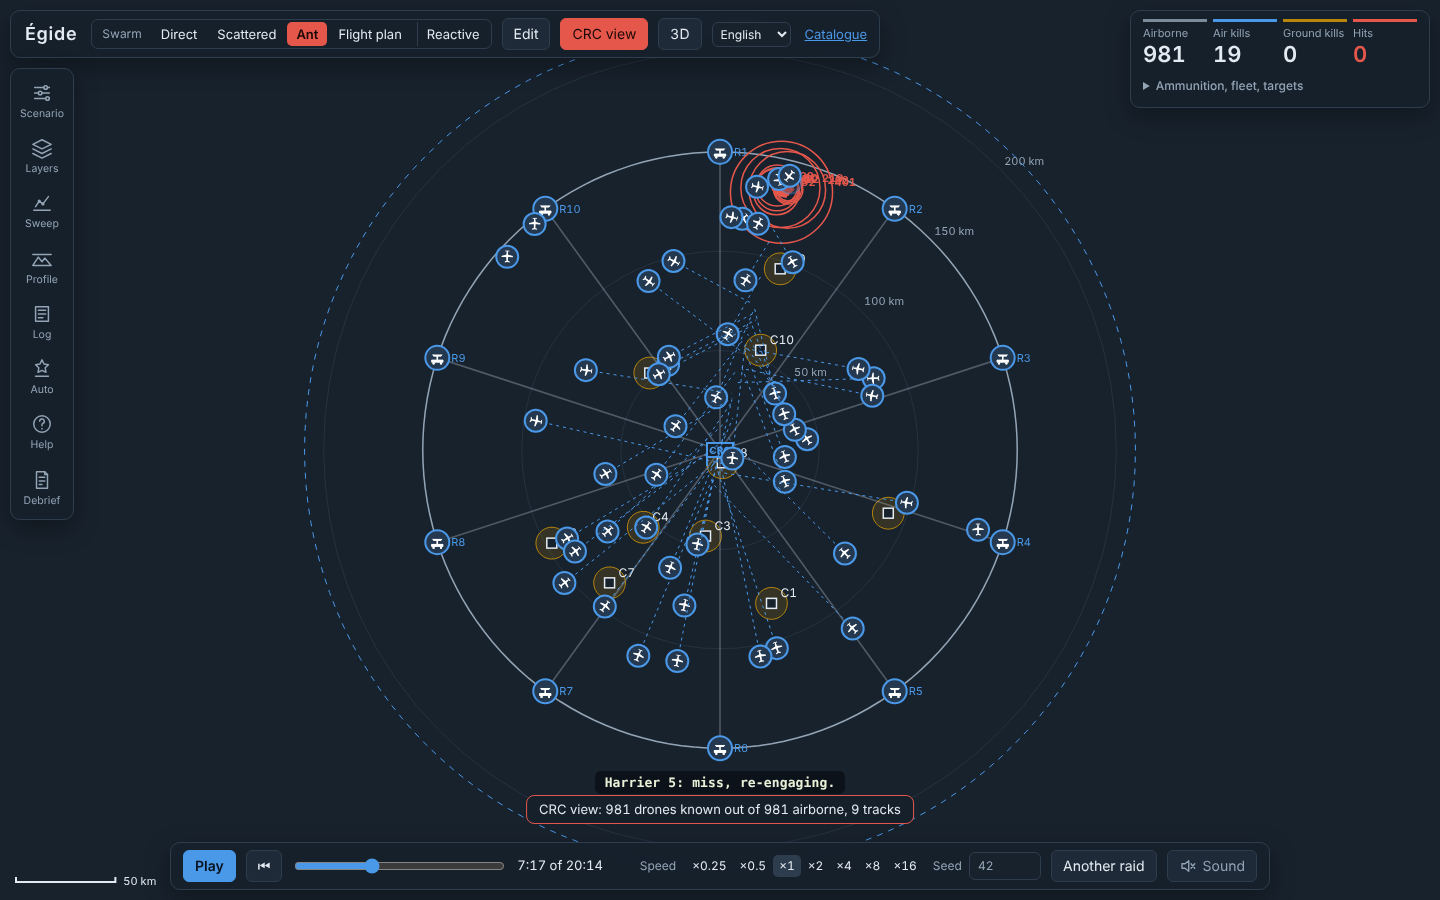 Égide
Swarm Direct Scattered Ant Flight plan Reactive Edit CRC view 3D English Catalogue
Airborne Air kills Ground kills Hits
981 19 0 0
Ammunition, fleet, targets
Scenario
Layers
Sweep
Profile
Log
Auto
Help
Debrief
200 km
150 km
100 km
50 km
R1
R2
R3
R4
R5
R6
R7
R8
R9
R10
C10
C4
C3
C7
C1
Harrier 5: miss, re-engaging.
CRC view: 981 drones known out of 981 airborne, 9 tracks
Play 7:17 of 20:14 Speed ×0.25 ×0.5 ×1 ×2 ×4 ×8 ×16 Seed 42 Another raid Sound
50 km